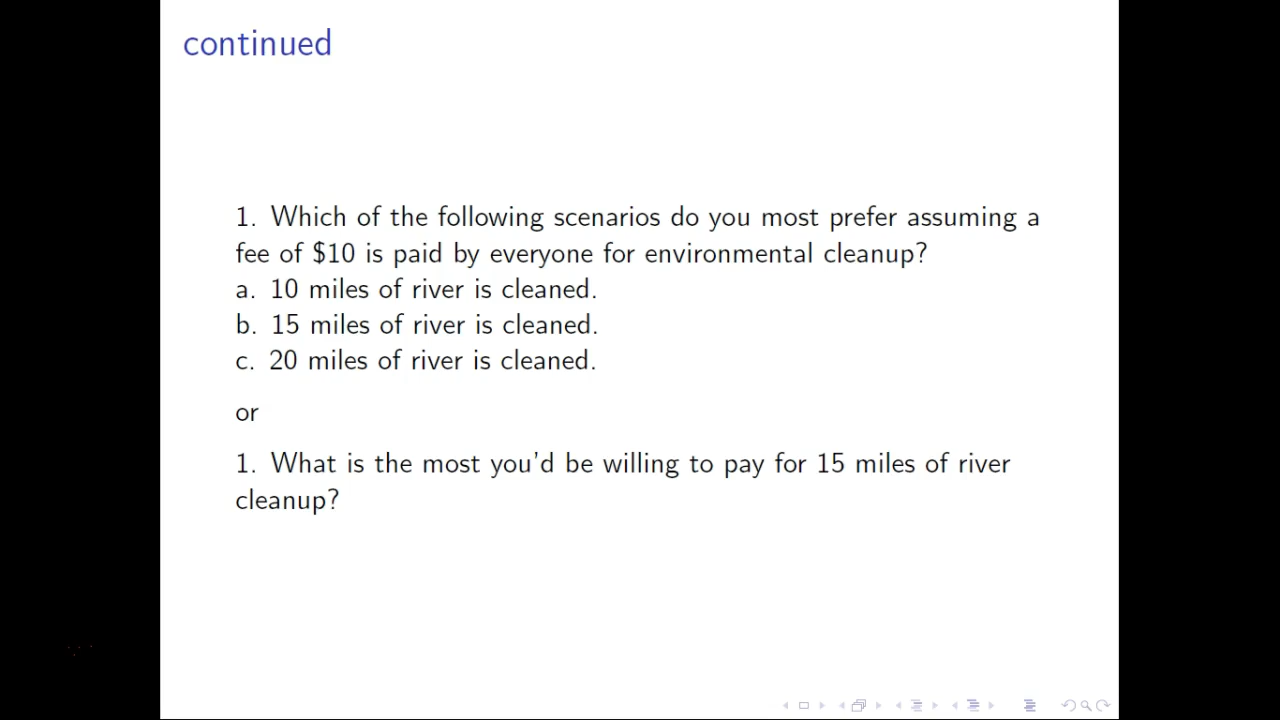 continued
1. Which of the following scenarios do you most prefer assuming a
fee of $10 is paid by everyone for environmental cleanup?
a. 10 miles of river is cleaned.
b. 15 miles of river is cleaned.
c. 20 miles of river is cleaned.
or
1. What is the most you'd be willing to pay for 15 miles of river
cleanup?